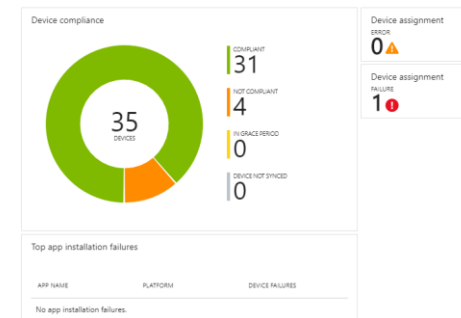 Device compliance
35
DEVICES
COMPLIANT
31
NOT COMPLIANT
4
IN GRACE PERIOD
0
DEVICE NOT SYNCED
0
Device assignment
ERROR
0
Device assignment
FAILURE
1
Top app installation failures
APP NAME PLATFORM DEVICE FAILURES
No app installation failures.